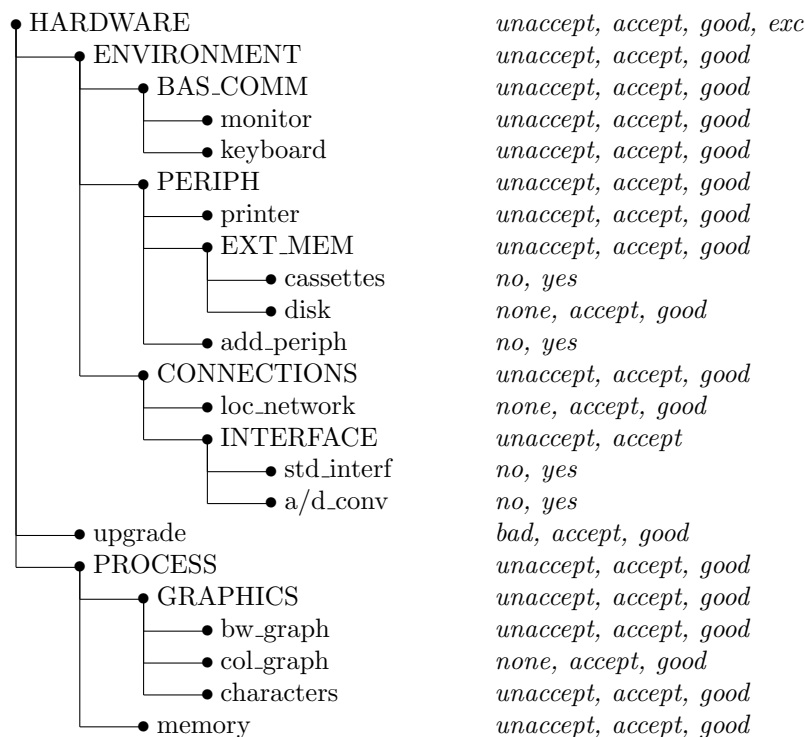 HARDWARE unaccept, accept, good, exc
ENVIRONMENT unaccept, accept, good
BAS_COMM unaccept, accept, good
monitor unaccept, accept, good
keyboard unaccept, accept, good
PERIPH unaccept, accept, good
printer unaccept, accept, good
EXT_MEM unaccept, accept, good
cassettes no, yes
disk none, accept, good
add_periph no, yes
CONNECTIONS unaccept, accept, good
loc_network none, accept, good
INTERFACE unaccept, accept
std_interf no, yes
a/d_conv no, yes
upgrade bad, accept, good
PROCESS unaccept, accept, good
GRAPHICS unaccept, accept, good
bw_graph unaccept, accept, good
col_graph none, accept, good
characters unaccept, accept, good
memory unaccept, accept, good